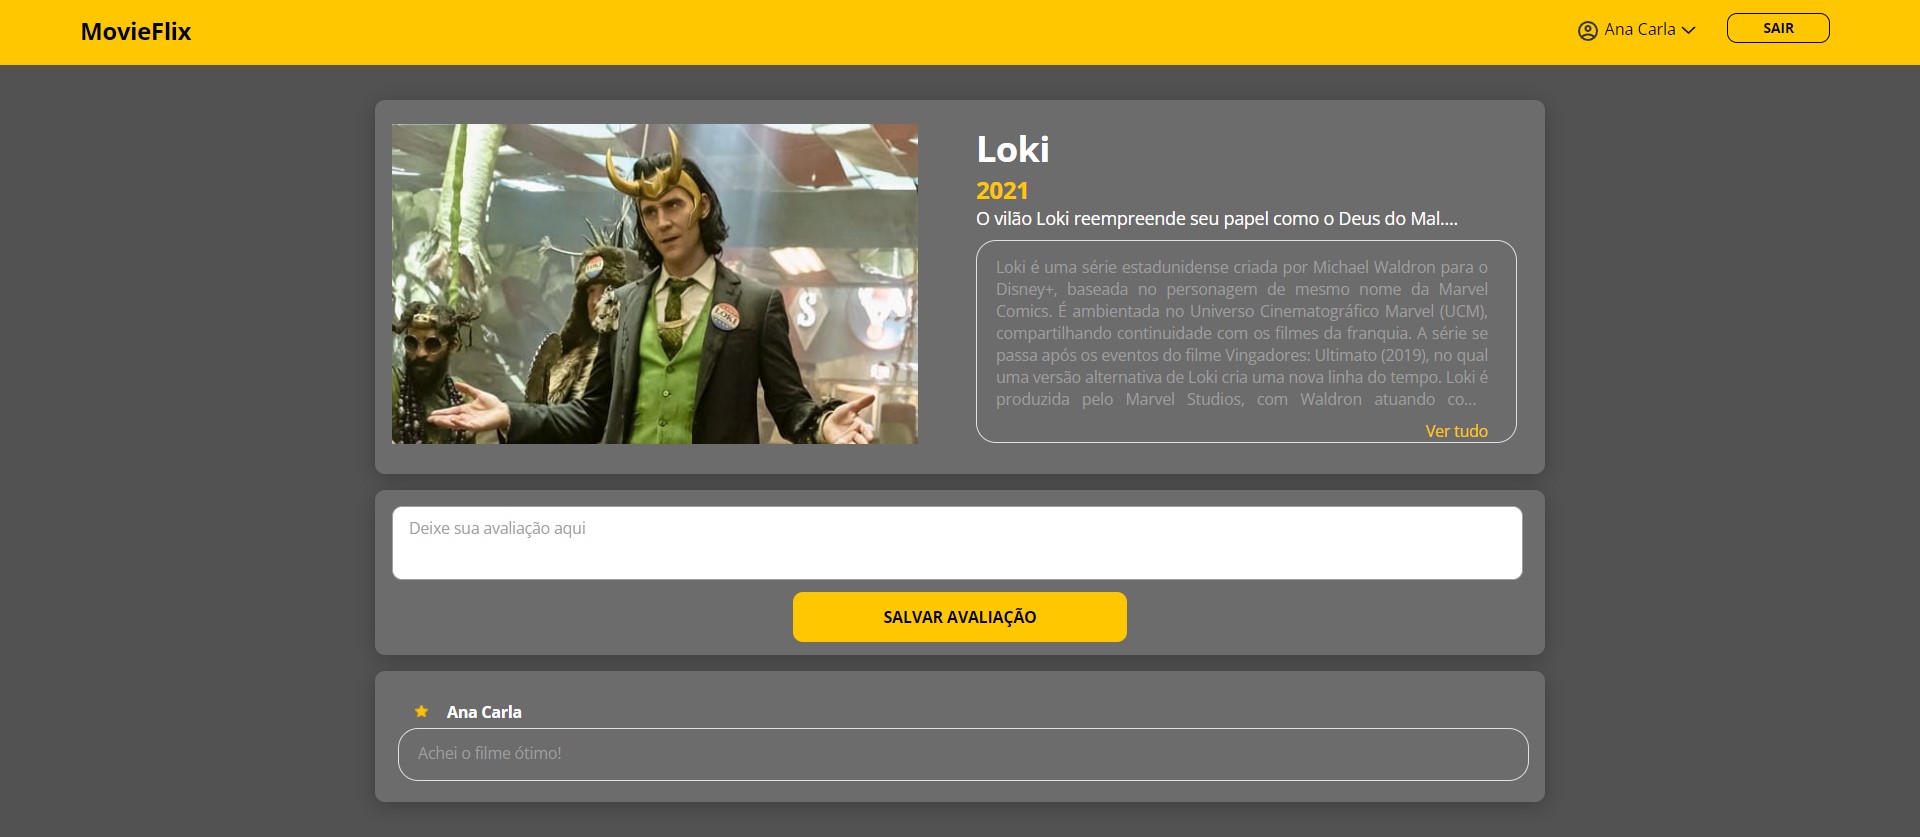 MovieFlix
Ana Carla
SAIR
Loki
2021
O vilão Loki reempreende seu papel como o Deus do Mal....
LOKI
LOKI
Loki é uma série estadunidense criada por Michael Waldron para o
Disney+, baseada no personagem de mesmo nome da Marvel
Comics. É ambientada no Universo Cinematográfico Marvel (UCM),
compartilhando continuidade com os filmes da franquia. A série se
passa após os eventos do filme Vingadores: Ultimato (2019), no qual
uma versão alternativa de Loki cria uma nova linha do tempo. Loki é
produzida pelo Marvel Studios, com Waldron atuando co...
Ver tudo
Deixe sua avaliação aqui
SALVAR AVALIAÇÃO
Ana Carla
Achei o filme ótimo!